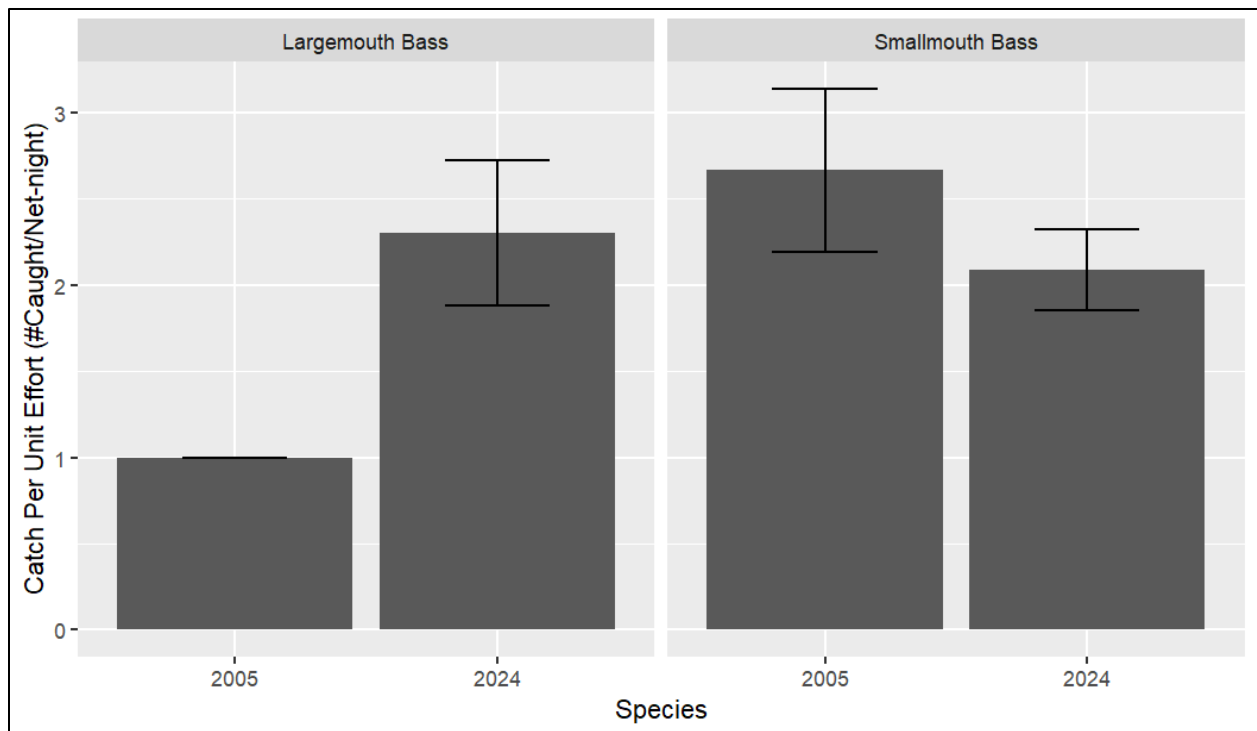 Largemouth Bass
Smallmouth Bass
Catch Per Unit Effort (#Caught/Net-night)
3
2
1
0
2005
2024
2005
2024
Species